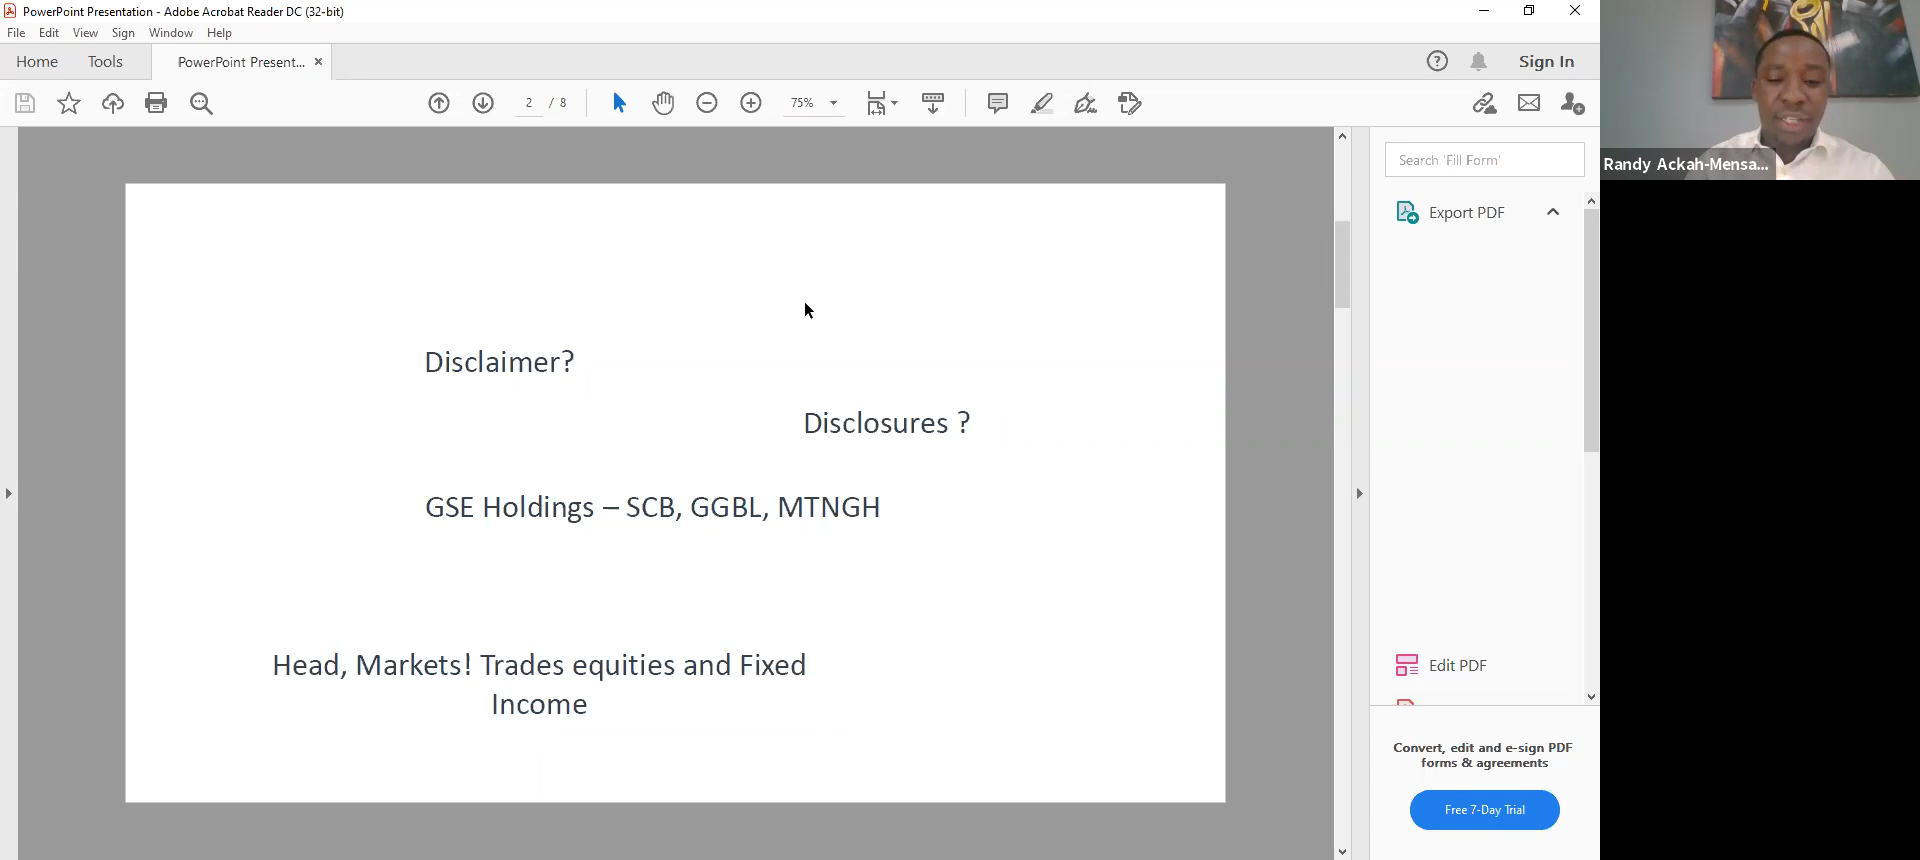 PowerPoint Presentation - Adobe Acrobat Reader DC (32-bit)
File Edit View Sign Window Help
Home Tools PowerPoint Present... × Sign In
2 / 8 75%
Search 'Fill Form'
Randy Ackah-Mensa...
Export PDF
Disclaimer?
Disclosures ?
GSE Holdings – SCB, GGBL, MTNGH
Head, Markets! Trades equities and Fixed
Income
Edit PDF
Convert, edit and e-sign PDF
forms & agreements
Free 7-Day Trial